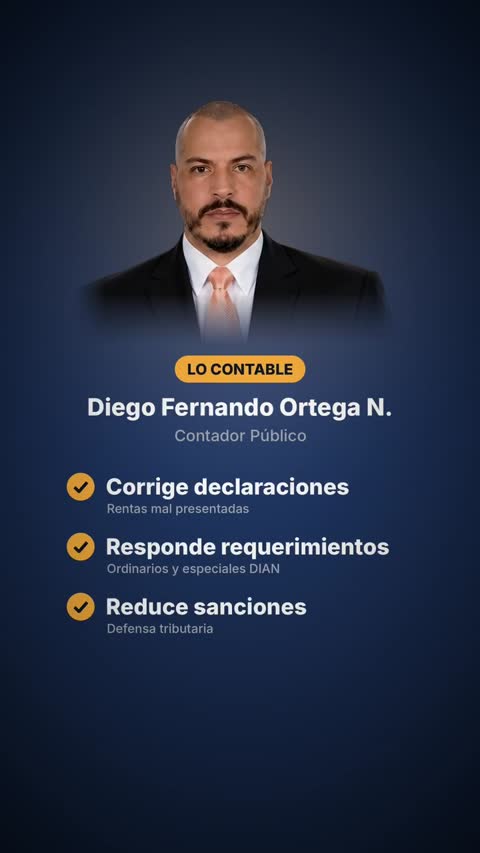 LO CONTABLE
Diego Fernando Ortega N.
Contador Público
Corrige declaraciones
Rentas mal presentadas
Responde requerimientos
Ordinarios y especiales DIAN
Reduce sanciones
Defensa tributaria